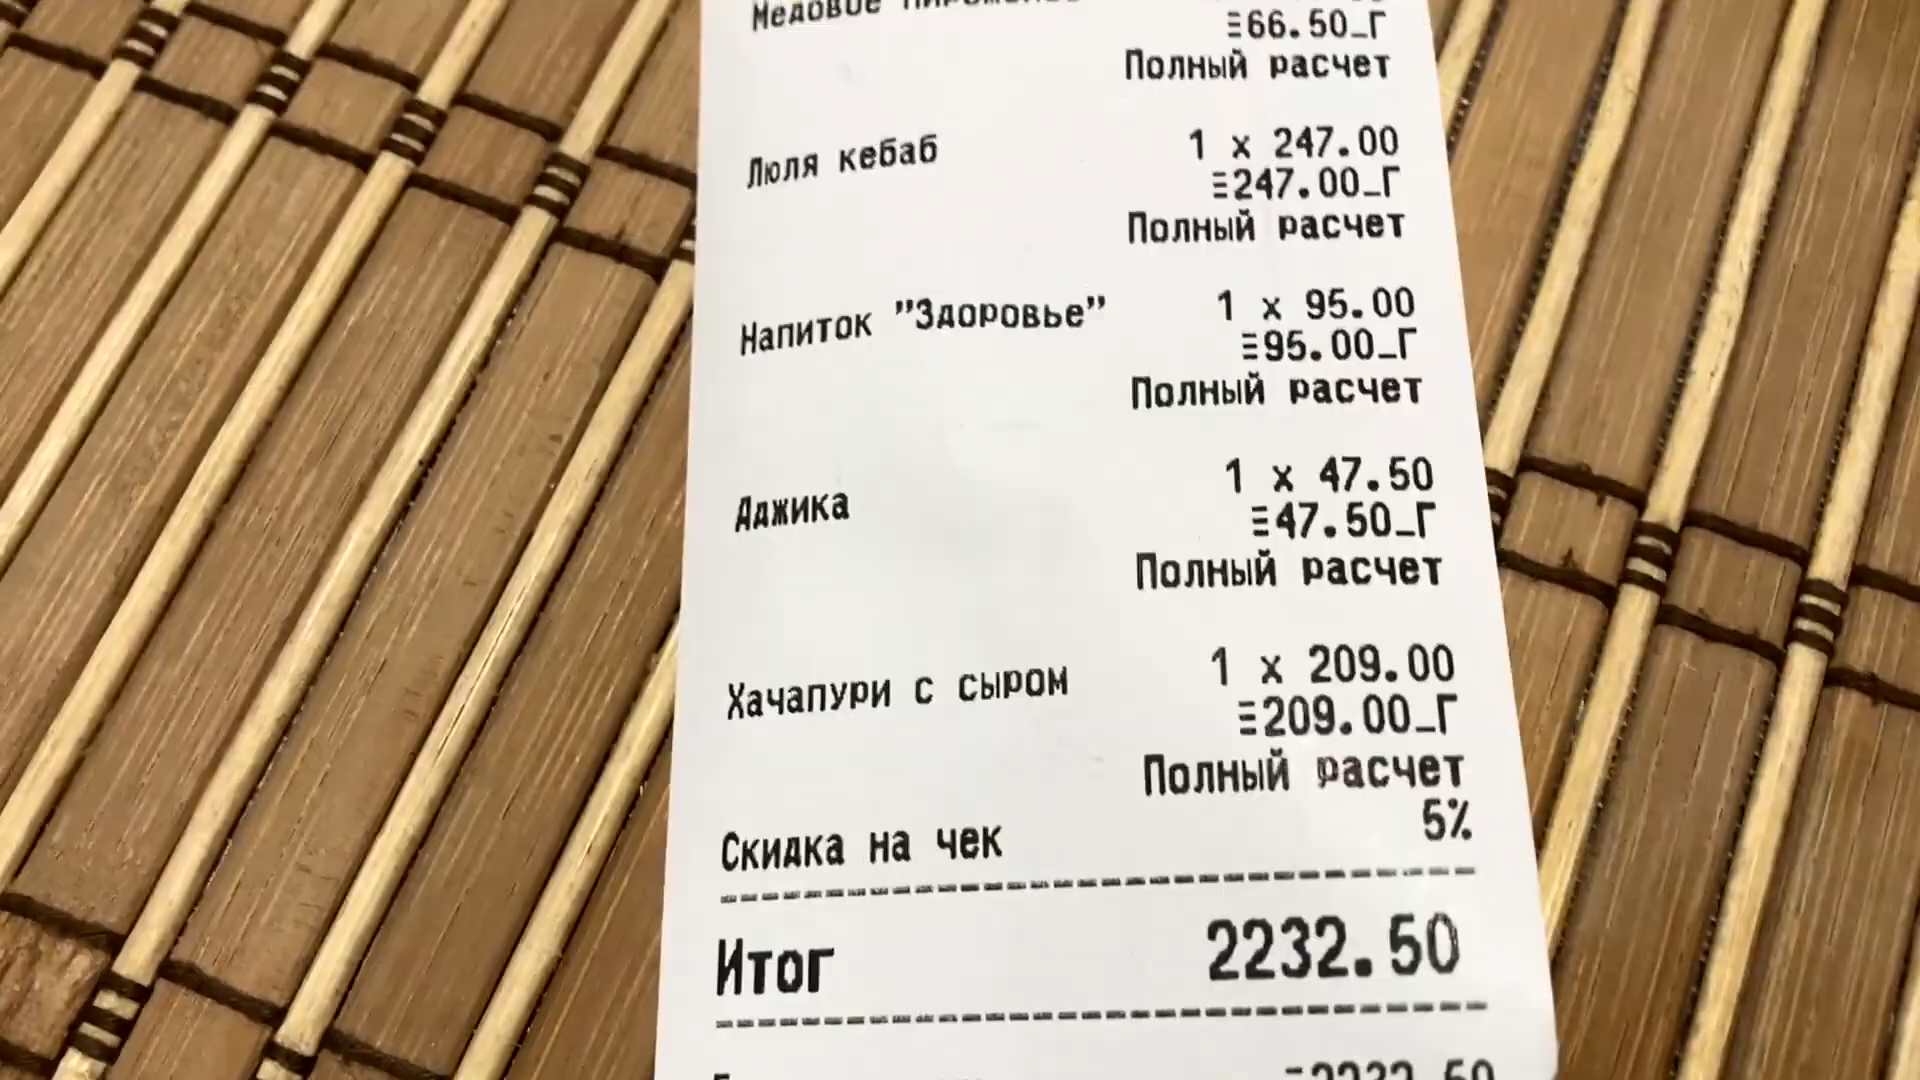 Медовое
≡66.50_Г
Полный расчет
Люля кебаб 1 x 247.00
≡247.00_Г
Полный расчет
Напиток "Здоровье" 1 x 95.00
≡95.00_Г
Полный расчет
Аджика 1 x 47.50
≡47.50_Г
Полный расчет
Хачапури с сыром 1 x 209.00
≡209.00_Г
Полный расчет
Скидка на чек 5%
Итог 2232.50